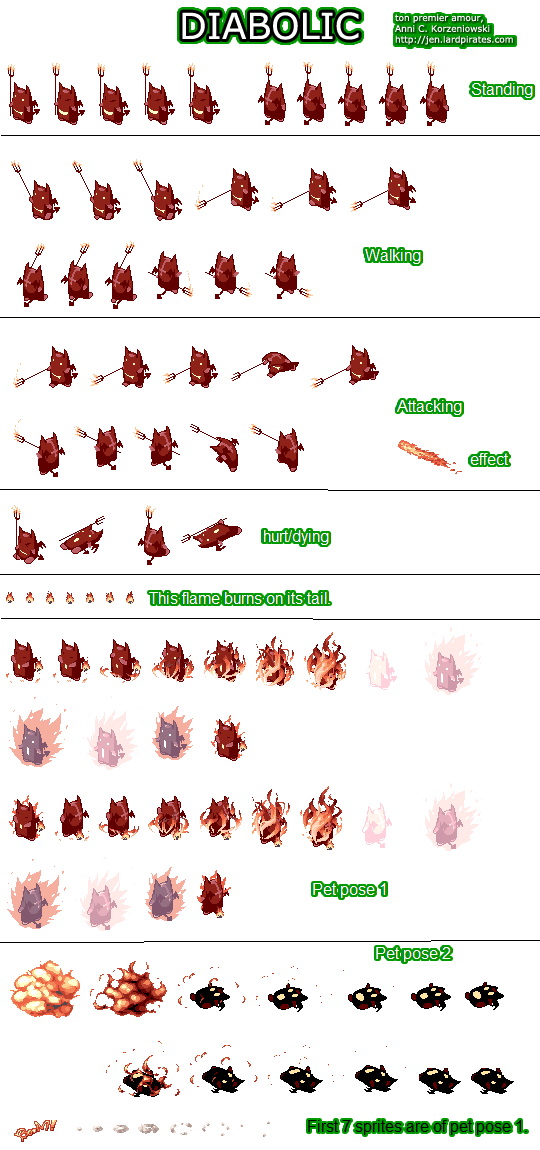 DIABOLIC
ton premier amour,
Anni C. Korzeniowski
http://jen.lardpirates.com
Standing
Walking
Attacking
effect
hurt/dying
This flame burns on its tail.
Pet pose 1
Pet pose 2
First 7 sprites are of pet pose 1.